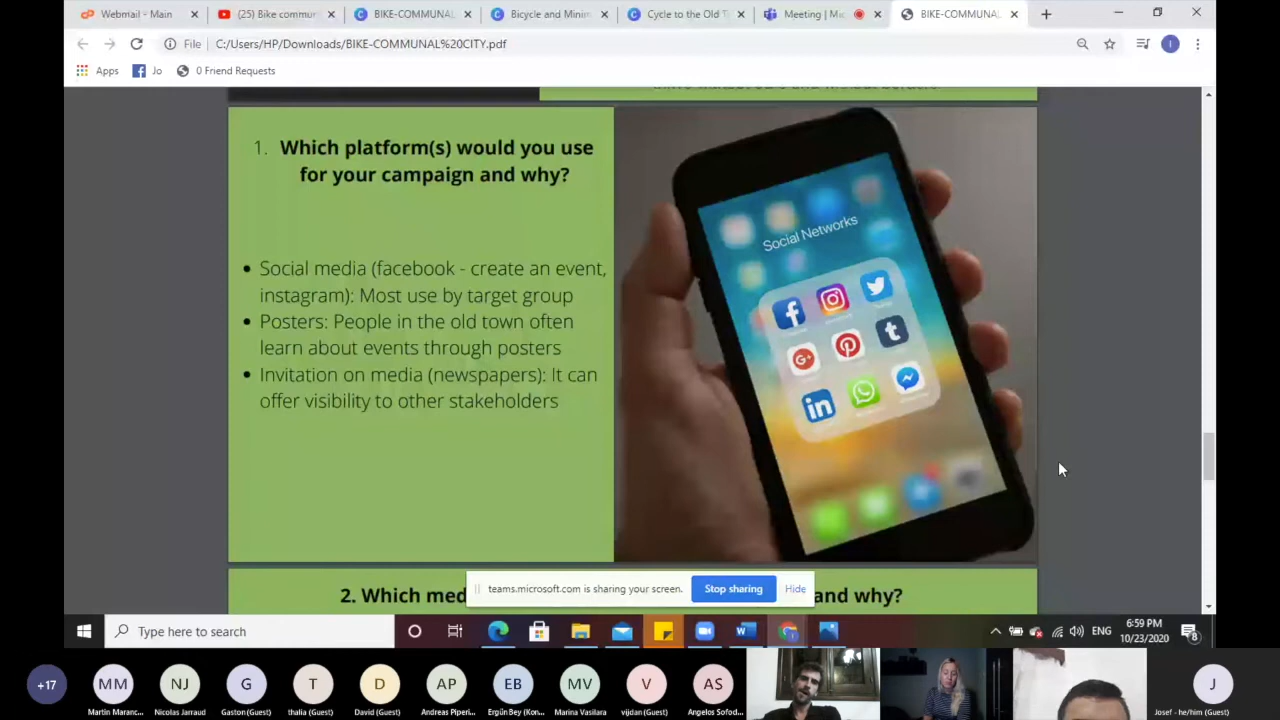 Webmail - Main
(25) Bike commun
BIKE-COMMUNAL
Bicycle and Minim
Cycle to the Old T
Meeting | Mic
BIKE-COMMUNAL
File
C:/Users/HP/Downloads/BIKE-COMMUNAL%20CITY.pdf
I
Apps
Jo
0 Friend Requests
1. Which platform(s) would you use
for your campaign and why?
• Social media (facebook - create an event,
instagram): Most use by target group
• Posters: People in the old town often
learn about events through posters
• Invitation on media (newspapers): It can
offer visibility to other stakeholders
Social Networks
2. Which med
and why?
teams.microsoft.com is sharing your screen.
Stop sharing
Hide
Type here to search
ENG
6:59 PM
10/23/2020
8
+17
MM
NJ
G
T
D
AP
EB
MV
V
AS
J
Martin Maranc...
Nicolas Jarraud
Gaston (Guest)
thalia (Guest)
David (Guest)
Andreas Piperi...
Ergün Bey (Kon...
Marina Vasilara
vijdan (Guest)
Angelos Sofod...
Josef - he/him (Guest)